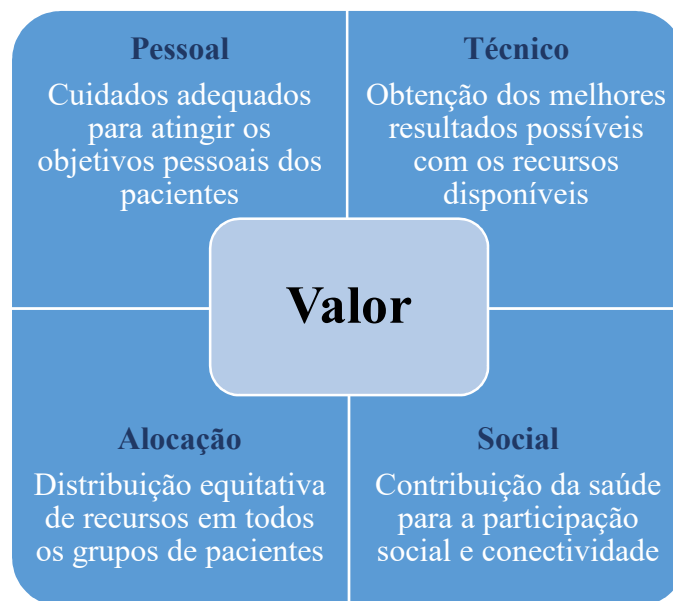 Pessoal
Cuidados adequados
para atingir os
objetivos pessoais dos
pacientes
Técnico
Obtenção dos melhores
resultados possíveis
com os recursos
disponíveis
Valor
Alocação
Distribuição equitativa
de recursos em todos
os grupos de pacientes
Social
Contribuição da saúde
para a participação
social e conectividade